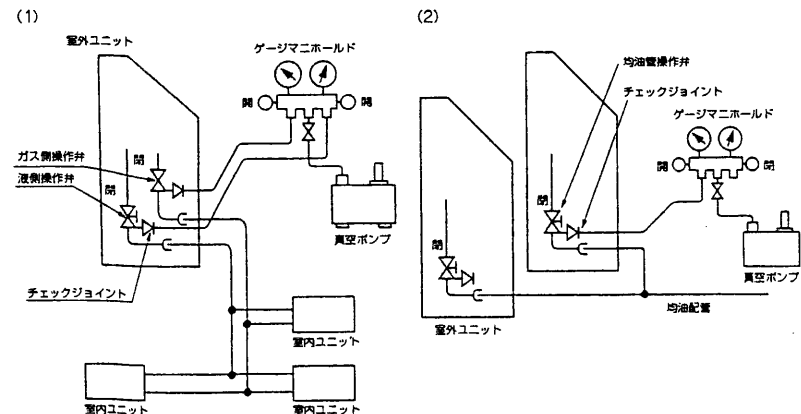 (1)
室外ユニット
ゲージマニホールド
開
開
ガス側操作弁
閉
閉
液側操作弁
真空ポンプ
チェックジョイント
室内ユニット
室内ユニット
室内ユニット
(2)
均油管操作弁
チェックジョイント
ゲージマニホールド
開
閉
閉
閉
真空ポンプ
均油配管
室外ユニット